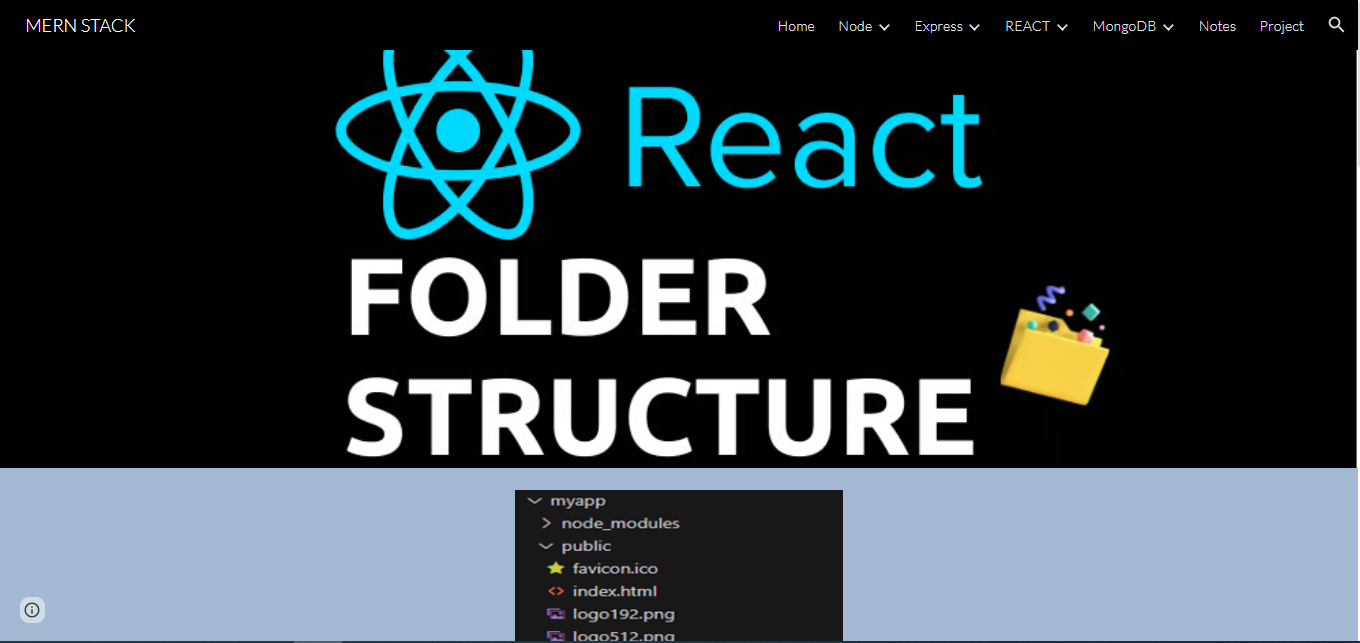 MERN STACK
Home Node Express REACT MongoDB Notes Project
React
FOLDER
STRUCTURE
myapp
node_modules
public
favicon.ico
index.html
logo192.png
logo512.png